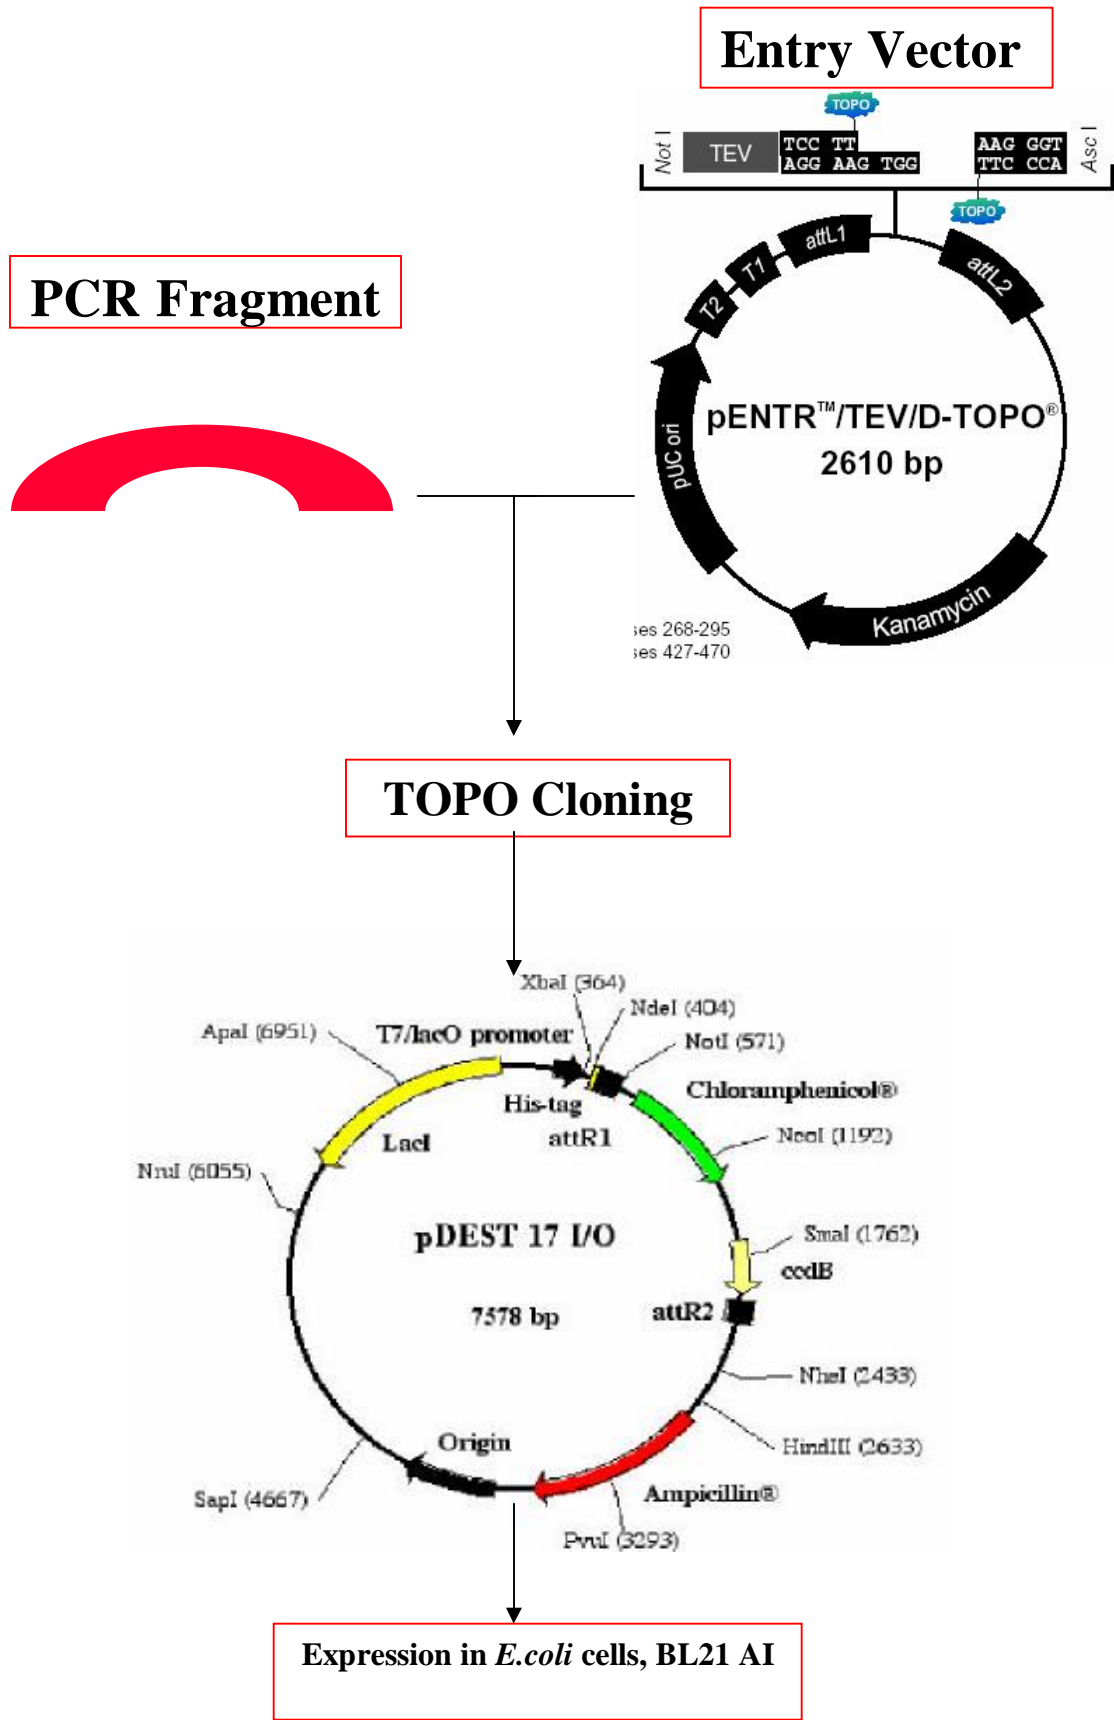 Entry Vector
TOPO
Not I
TEV
TCC TT
AGG AAG TGG
AAG GGT
TTC CCA
Asc I
TOPO
attL1
attL2
T1
T2
PCR Fragment
pENTR™/TEV/D-TOPO®
2610 bp
pUC ori
Kanamycin
ses 268-295
ses 427-470
TOPO Cloning
XbaI (364)
NdeI (404)
ApaI (6951)
T7/lacO promoter
NotI (571)
Chloramphenicol®
His-tag
attR1
LacI
NcoI (1192)
NruI (6055)
pDEST 17 I/O
SmaI (1762)
ccdB
7578 bp
attR2
NheI (2433)
Origin
HindIII (2633)
SapI (4667)
Ampicillin®
PvuI (3293)
Expression in E.coli cells, BL21 AI